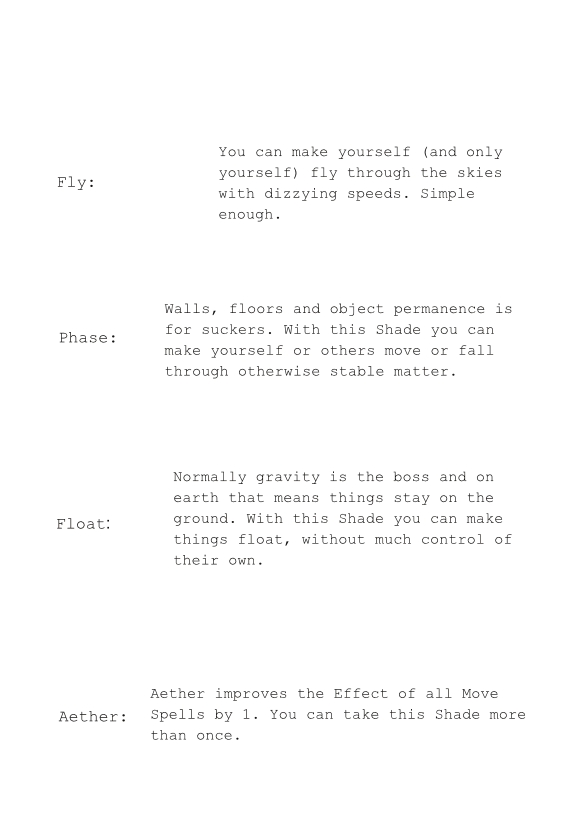 Fly:
You can make yourself (and only
yourself) fly through the skies
with dizzying speeds. Simple
enough.
Phase:
Walls, floors and object permanence is
for suckers. With this Shade you can
make yourself or others move or fall
through otherwise stable matter.
Float:
Normally gravity is the boss and on
earth that means things stay on the
ground. With this Shade you can make
things float, without much control of
their own.
Aether:
Aether improves the Effect of all Move
Spells by 1. You can take this Shade more
than once.